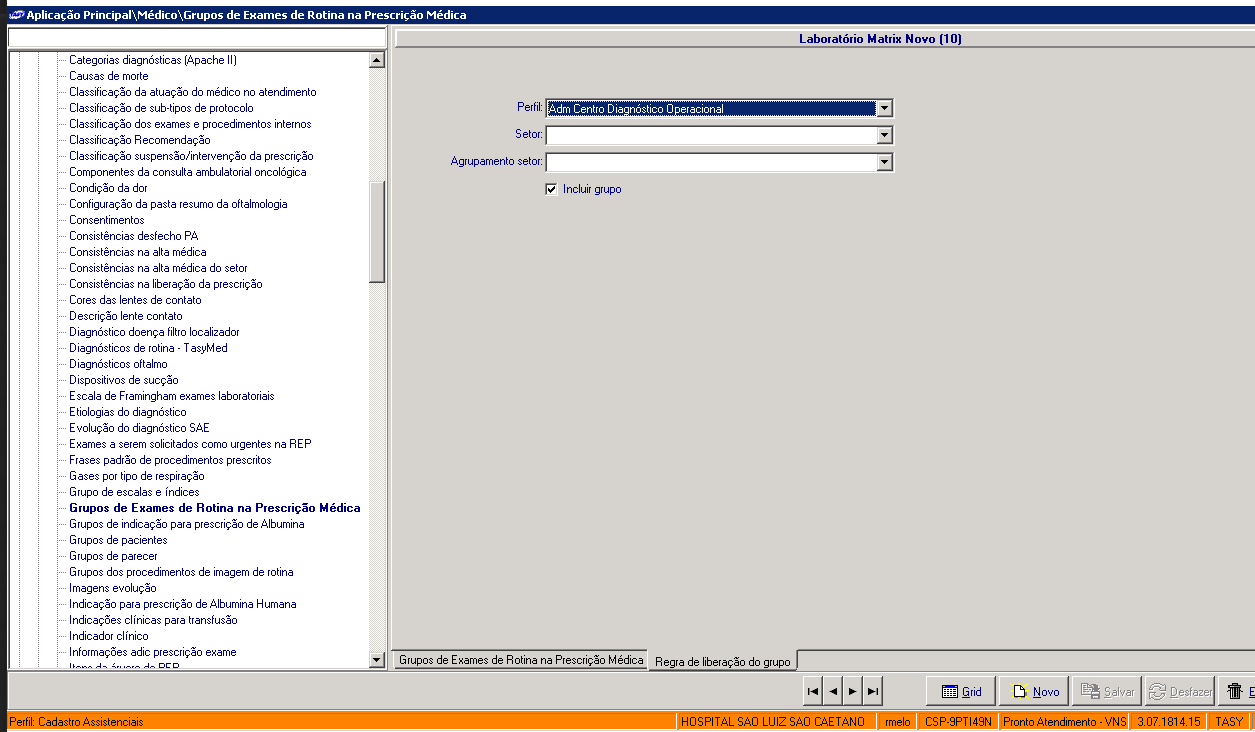 Aplicação Principal\Médico\Grupos de Exames de Rotina na Prescrição Médica
Categorias diagnósticas (Apache II)
Causas de morte
Classificação da atuação do médico no atendimento
Classificação de sub-tipos de protocolo
Classificação dos exames e procedimentos internos
Classificação Recomendação
Classificação suspensão/intervenção da prescrição
Componentes da consulta ambulatorial oncológica
Condição da dor
Configuração da pasta resumo da oftalmologia
Consentimentos
Consistências desfecho PA
Consistências na alta médica
Consistências na alta médica do setor
Consistências na liberação da prescrição
Cores das lentes de contato
Descrição lente contato
Diagnóstico doença filtro localizador
Diagnósticos de rotina - TasyMed
Diagnósticos oftalmo
Dispositivos de sucção
Escala de Framingham exames laboratoriais
Etiologias do diagnóstico
Evolução do diagnóstico SAE
Exames a serem solicitados como urgentes na REP
Frases padrão de procedimentos prescritos
Gases por tipo de respiração
Grupo de escalas e índices
Grupos de Exames de Rotina na Prescrição Médica
Grupos de indicação para prescrição de Albumina
Grupos de pacientes
Grupos de parecer
Grupos dos procedimentos de imagem de rotina
Imagens evolução
Indicação para prescrição de Albumina Humana
Indicações clínicas para transfusão
Indicador clínico
Informações adic prescrição exame
Itens da árvore do REP
Laboratório Matrix Novo (10)
Perfil: Adm Centro Diagnóstico Operacional
Setor:
Agrupamento setor:
Incluir grupo
Grupos de Exames de Rotina na Prescrição Médica Regra de liberação do grupo
Grid Novo Salvar Desfazer E
Perfil: Cadastro Assistenciais HOSPITAL SAO LUIZ SAO CAETANO rmelo CSP-9PTI49N Pronto Atendimento - VNS 3.07.1814.15 TASY